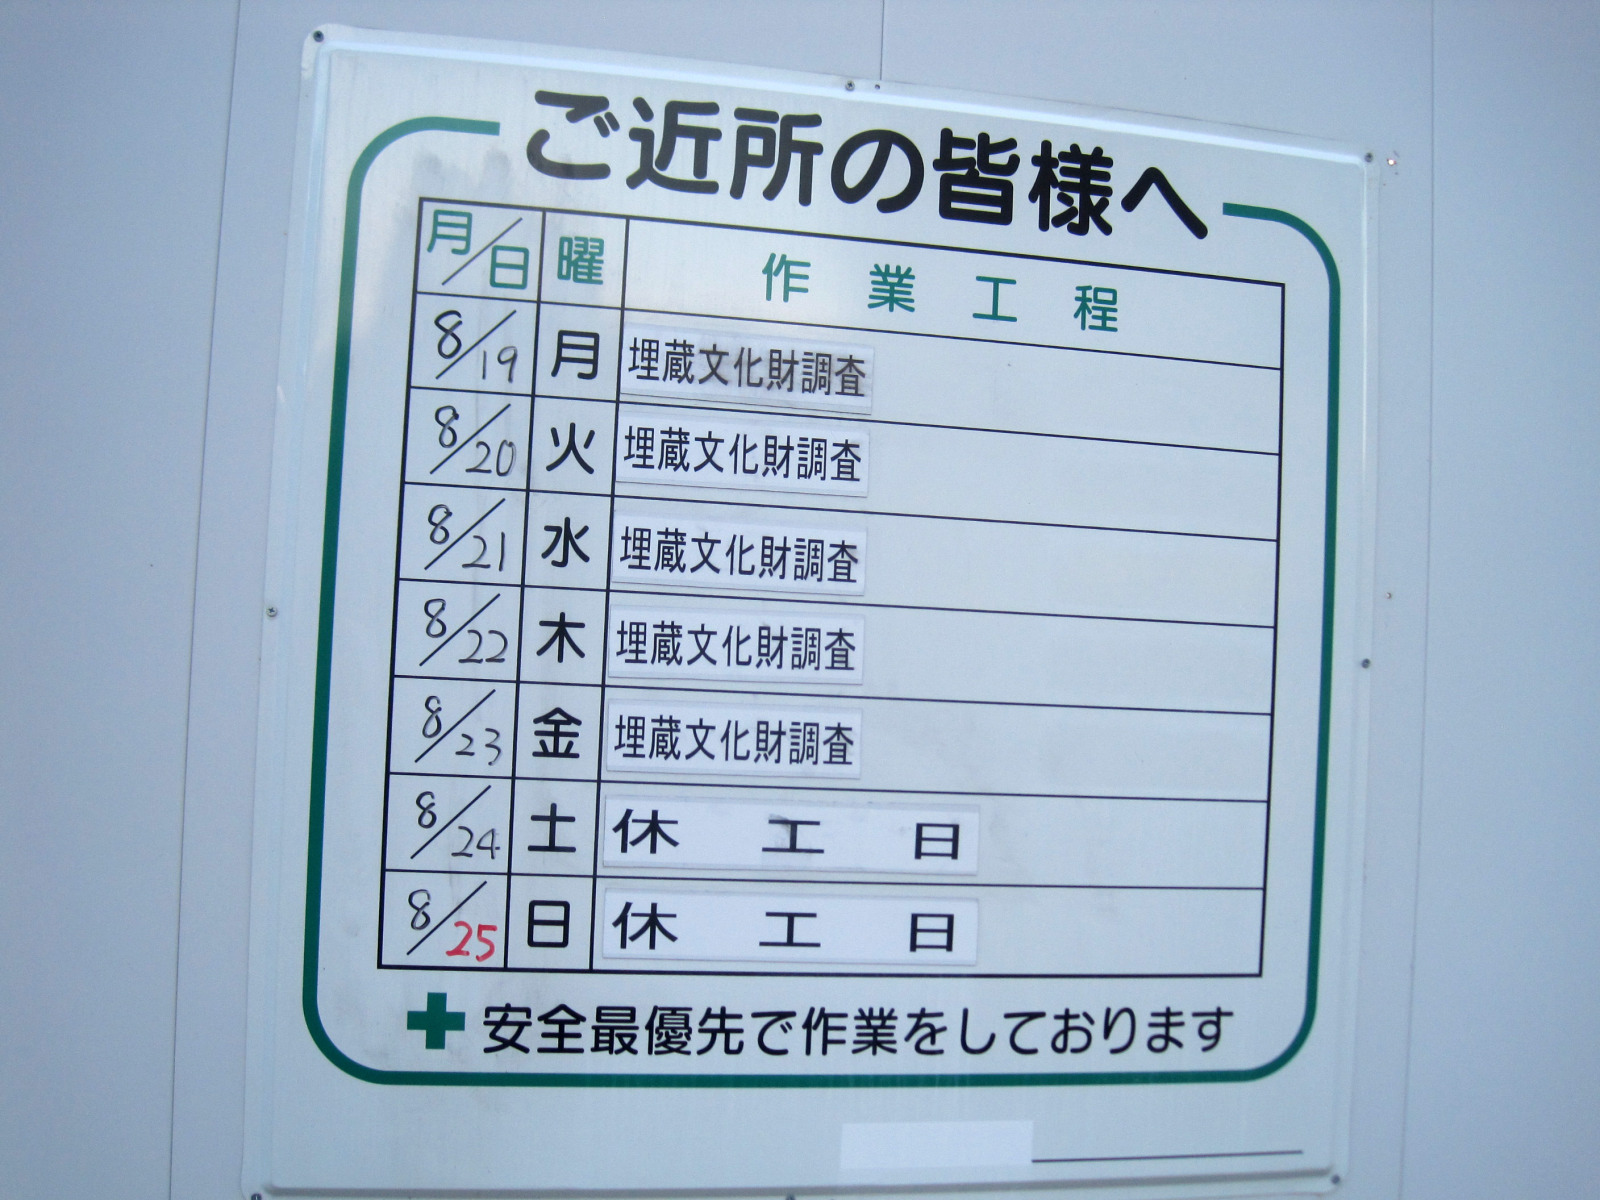 ご近所の皆様へ
月/日 曜 作業工程
8/19 月 埋蔵文化財調査
8/20 火 埋蔵文化財調査
8/21 水 埋蔵文化財調査
8/22 木 埋蔵文化財調査
8/23 金 埋蔵文化財調査
8/24 土 休工日
8/25 日 休工日
安全最優先で作業をしております